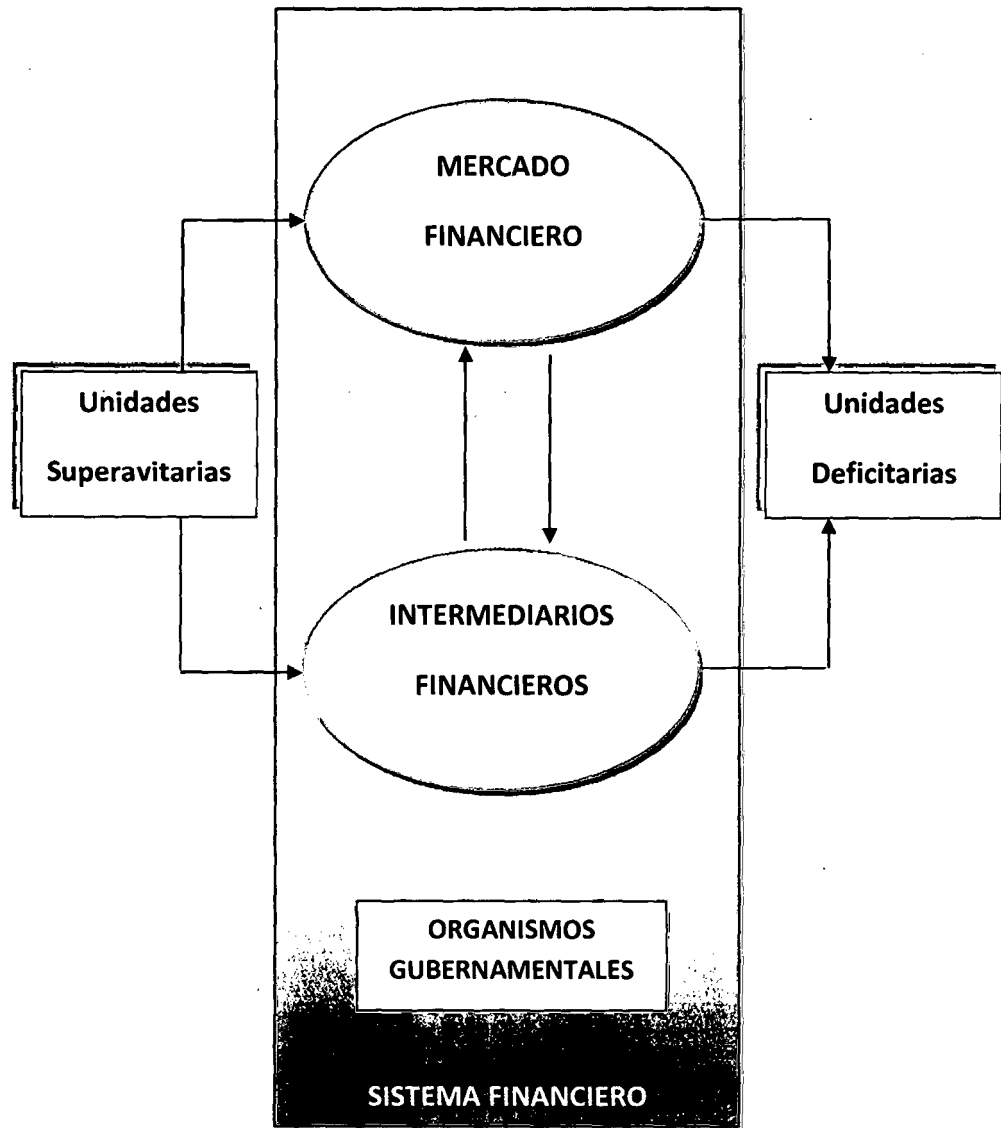 MERCADO
FINANCIERO
Unidades
Superavitarias
Unidades
Deficitarias
INTERMEDIARIOS
FINANCIEROS
ORGANISMOS
GUBERNAMENTALES
SISTEMA FINANCIERO